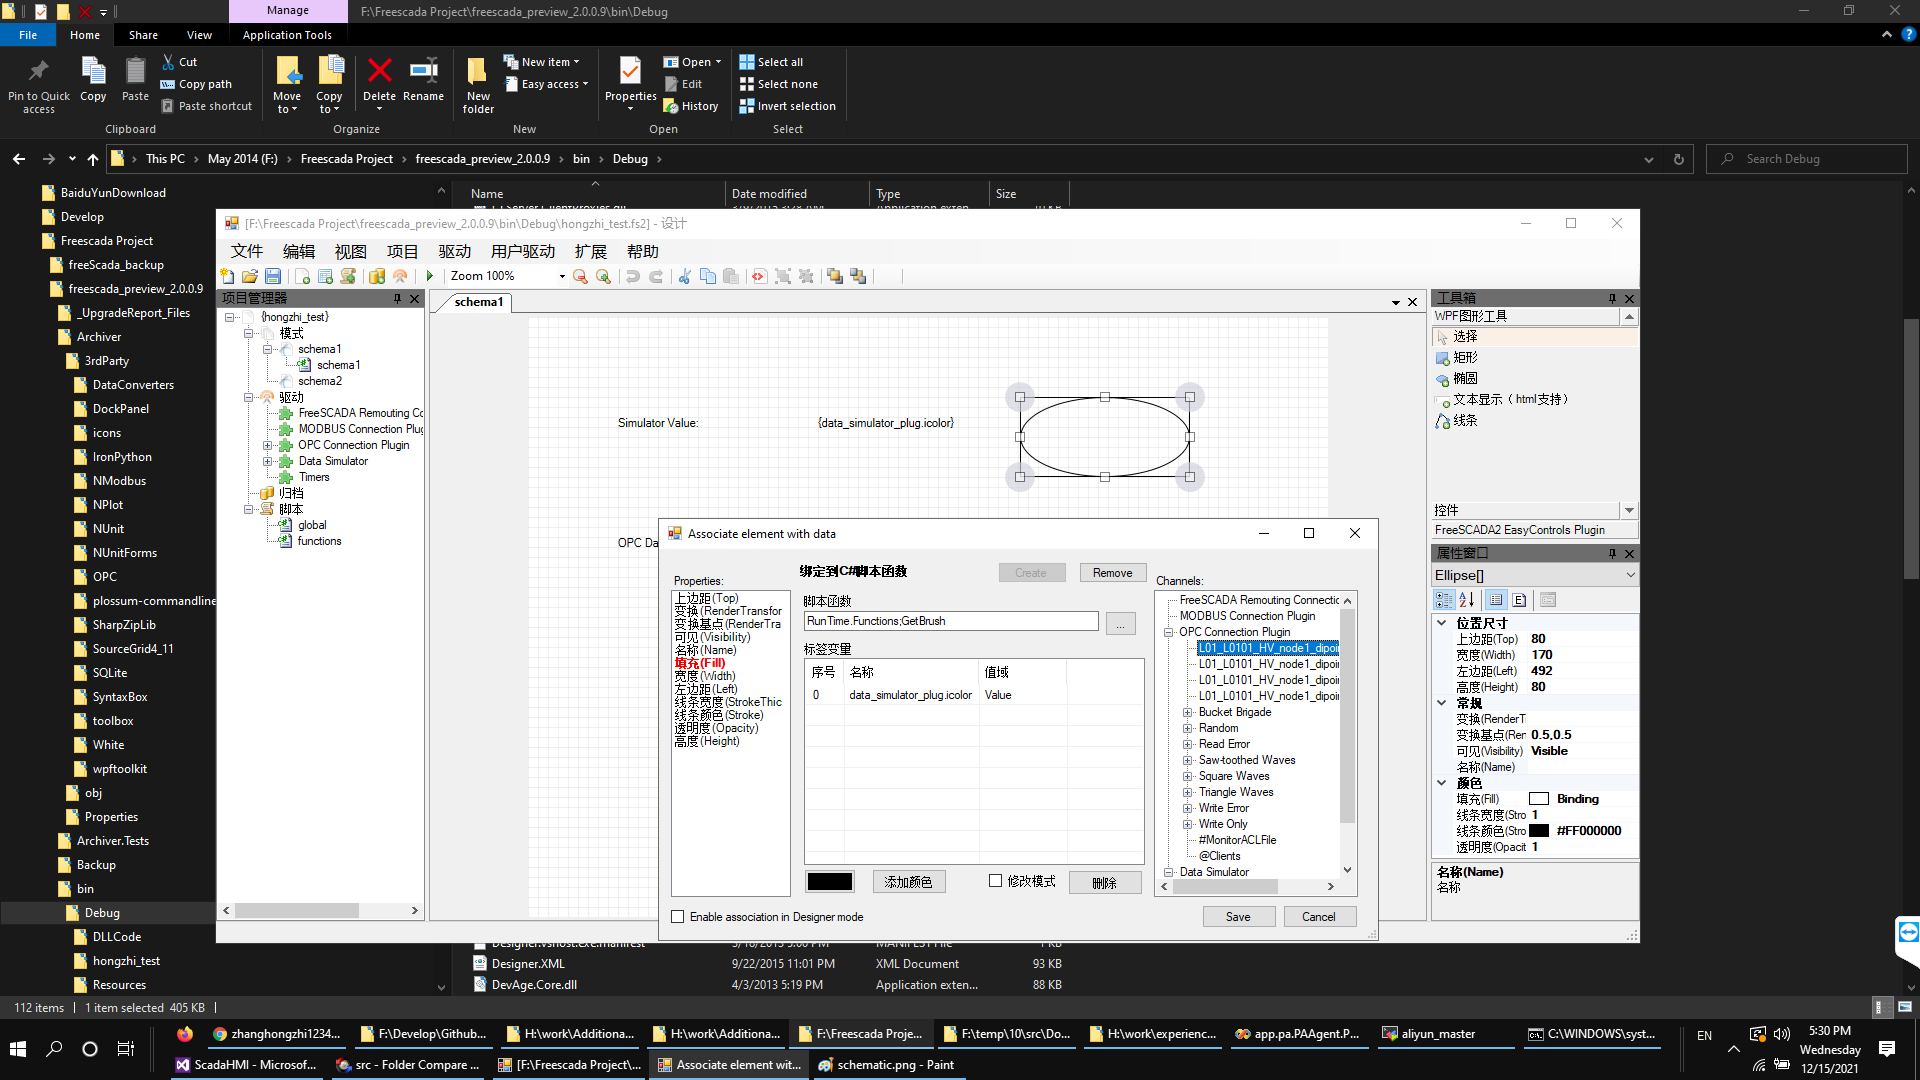 Manage
F:\Freescada Project\freescada_preview_2.0.0.9\bin\Debug
File
Home
Share
View
Application Tools
Pin to Quick access
Copy
Paste
Cut
Copy path
Paste shortcut
Move to
Copy to
Delete
Rename
New folder
New item
Easy access
Properties
Open
Edit
History
Select all
Select none
Invert selection
Clipboard
Organize
New
Open
Select
This PC
May 2014 (F:)
Freescada Project
freescada_preview_2.0.0.9
bin
Debug
Search Debug
BaiduYunDownload
Develop
Freescada Project
freeScada_backup
freescada_preview_2.0.0.9
_UpgradeReport_Files
Archiver
3rdParty
DataConverters
DockPanel
icons
IronPython
NModbus
NPlot
NUnit
NUnitForms
OPC
plossum-commandline
SharpZipLib
SourceGrid4_11
SQLite
SyntaxBox
toolbox
White
wpftoolkit
obj
Properties
Archiver.Tests
Backup
bin
Debug
DLLCode
hongzhi_test
Resources
Name
Date modified
Type
Size
[F:\Freescada Project\freescada_preview_2.0.0.9\bin\Debug\hongzhi_test.fs2] - 设计
文件 编辑 视图 项目 驱动 用户驱动 扩展 帮助
Zoom 100%
项目管理器
{hongzhi_test}
模式
schema1
schema1
schema2
驱动
FreeSCADA Remouting Co
MODBUS Connection Plug
OPC Connection Plugin
Data Simulator
Timers
归档
脚本
global
functions
schema1
Simulator Value:
{data_simulator_plug.icolor}
OPC Da
工具箱
WPF图形工具
选择
矩形
椭圆
文本显示（html支持）
线条
控件
FreeSCADA2 EasyControls Plugin
属性窗口
Ellipse[]
位置尺寸
上边距(Top) 80
宽度(Width) 170
左边距(Left) 492
高度(Height) 80
常规
变换(RenderT
变换基点(Ren 0.5,0.5
可见(Visibility) Visible
名称(Name)
颜色
填充(Fill) Binding
线条宽度(Stro 1
线条颜色(Stro #FF000000
透明度(Opacit 1
名称(Name)
名称
Associate element with data
Properties:
上边距(Top)
变换(RenderTransfor
变换基点(RenderTra
可见(Visibility)
名称(Name)
填充(Fill)
宽度(Width)
左边距(Left)
线条宽度(StrokeThic
线条颜色(Stroke)
透明度(Opacity)
高度(Height)
绑定到C#脚本函数
Create
Remove
脚本函数
RunTime.Functions;GetBrush
...
标签变量
序号 名称 值域
0 data_simulator_plug.icolor Value
添加颜色
修改模式
删除
Channels:
FreeSCADA Remouting Connectic
MODBUS Connection Plugin
OPC Connection Plugin
L01_L0101_HV_node1_dipoin
L01_L0101_HV_node1_dipoin
L01_L0101_HV_node1_dipoin
L01_L0101_HV_node1_dipoin
Bucket Brigade
Random
Read Error
Saw-toothed Waves
Square Waves
Triangle Waves
Write Error
Write Only
#MonitorACLFile
@Clients
Data Simulator
Enable association in Designer mode
Save
Cancel
Designer.XML 9/22/2015 11:01 PM XML Document 93 KB
DevAge.Core.dll 4/3/2013 5:19 PM Application exten... 88 KB
112 items
1 item selected 405 KB
zhanghongzhi1234...
F:\Develop\Github...
H:\work\Additiona...
H:\work\Additiona...
F:\Freescada Proje...
F:\temp\10\src\Do...
H:\work\experienc...
app.pa.PAAgent.P...
aliyun_master
C:\WINDOWS\syst...
ScadaHMI - Microsof...
src - Folder Compare ...
[F:\Freescada Project\...
Associate element wit...
schematic.png - Paint
EN
5:30 PM
Wednesday
12/15/2021